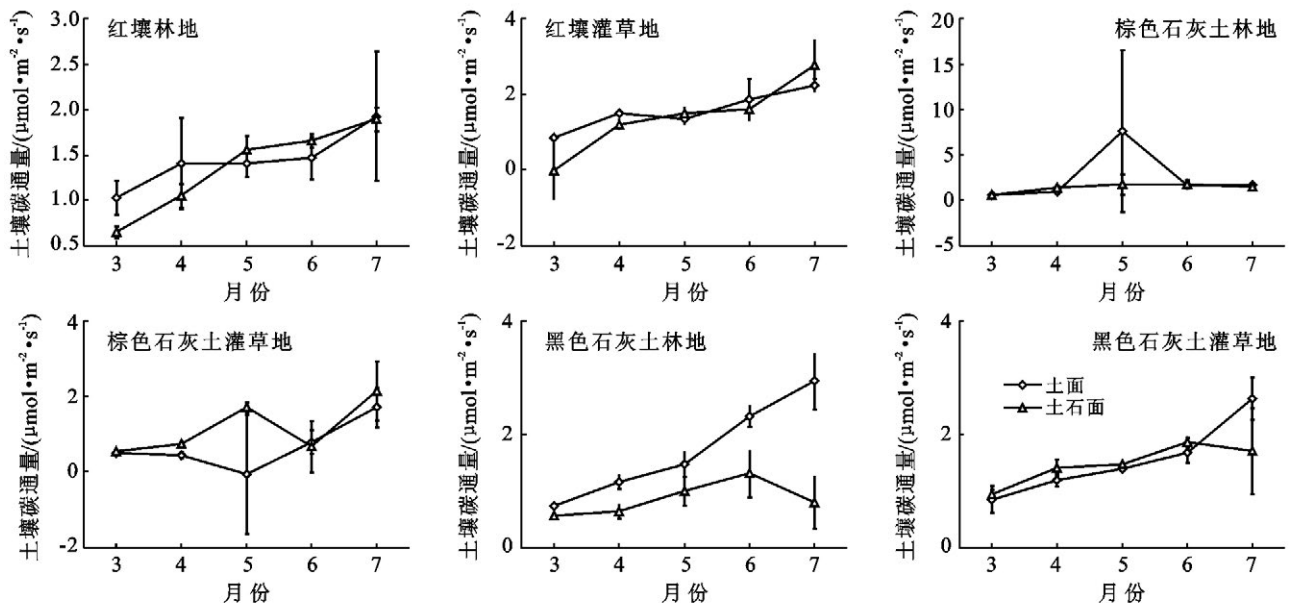 土壤碳通量/(μmol•m⁻²•s⁻¹)
3.0
2.5
2.0
1.5
1.0
0.5
红壤林地
3 4 5 6 7
月份
土壤碳通量/(μmol•m⁻²•s⁻¹)
4
2
0
-2
红壤灌草地
3 4 5 6 7
月份
土壤碳通量/(μmol•m⁻²•s⁻¹)
20
15
10
5
0
-5
棕色石灰土林地
3 4 5 6 7
月份
土壤碳通量/(μmol•m⁻²•s⁻¹)
4
2
0
-2
棕色石灰土灌草地
3 4 5 6 7
月份
土壤碳通量/(μmol•m⁻²•s⁻¹)
4
2
0
黑色石灰土林地
3 4 5 6 7
月份
土壤碳通量/(μmol•m⁻²•s⁻¹)
4
2
0
黑色石灰土灌草地
土面
土石面
3 4 5 6 7
月份